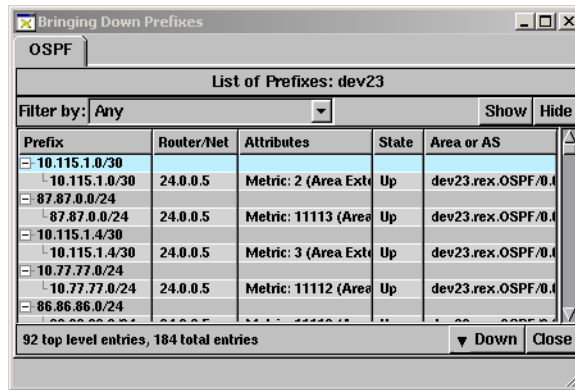 Bringing Down Prefixes
OSPF
List of Prefixes: dev23
Filter by: Any Show Hide
Prefix Router/Net Attributes State Area or AS
10.115.1.0/30
10.115.1.0/30 24.0.0.5 Metric: 2 (Area Exte Up dev23.rex.OSPF/0.0
87.87.0.0/24
87.87.0.0/24 24.0.0.5 Metric: 11113 (Area Up dev23.rex.OSPF/0.0
10.115.1.4/30
10.115.1.4/30 24.0.0.5 Metric: 3 (Area Exte Up dev23.rex.OSPF/0.0
10.77.77.0/24
10.77.77.0/24 24.0.0.5 Metric: 11112 (Area Up dev23.rex.OSPF/0.0
86.86.86.0/24
92 top level entries, 184 total entries Down Close